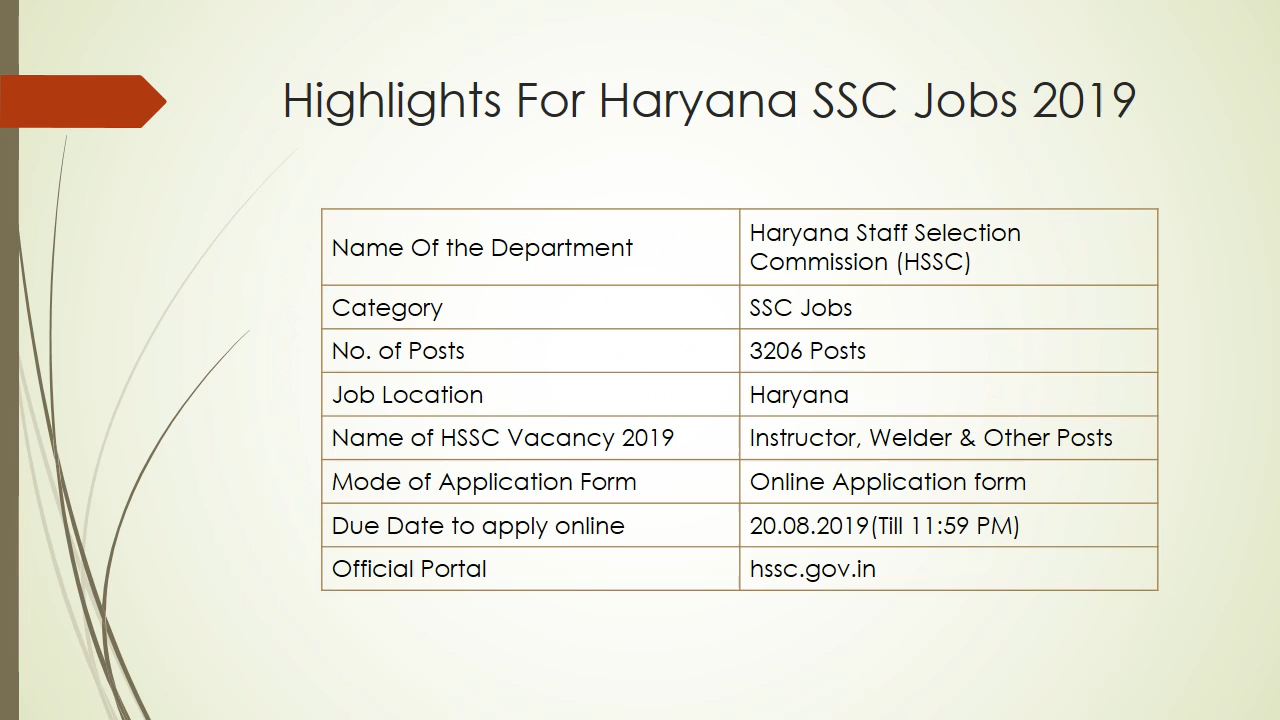 Highlights For Haryana SSC Jobs 2019
Name Of the Department
Haryana Staff Selection
Commission (HSSC)
Category
SSC Jobs
No. of Posts
3206 Posts
Job Location
Haryana
Name of HSSC Vacancy 2019
Instructor, Welder & Other Posts
Mode of Application Form
Online Application form
Due Date to apply online
20.08.2019(Till 11:59 PM)
Official Portal
hssc.gov.in